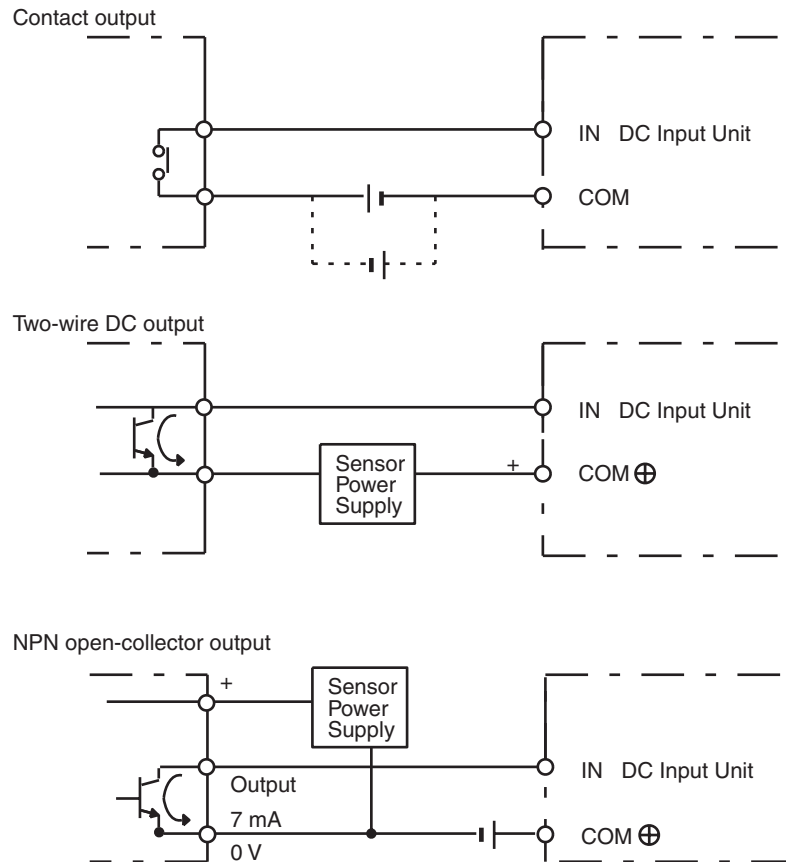 Contact output
IN DC Input Unit
COM
Two-wire DC output
IN DC Input Unit
Sensor
Power
Supply
+
COM ⊕
NPN open-collector output
+
Sensor
Power
Supply
IN DC Input Unit
Output
7 mA
0 V
COM ⊕